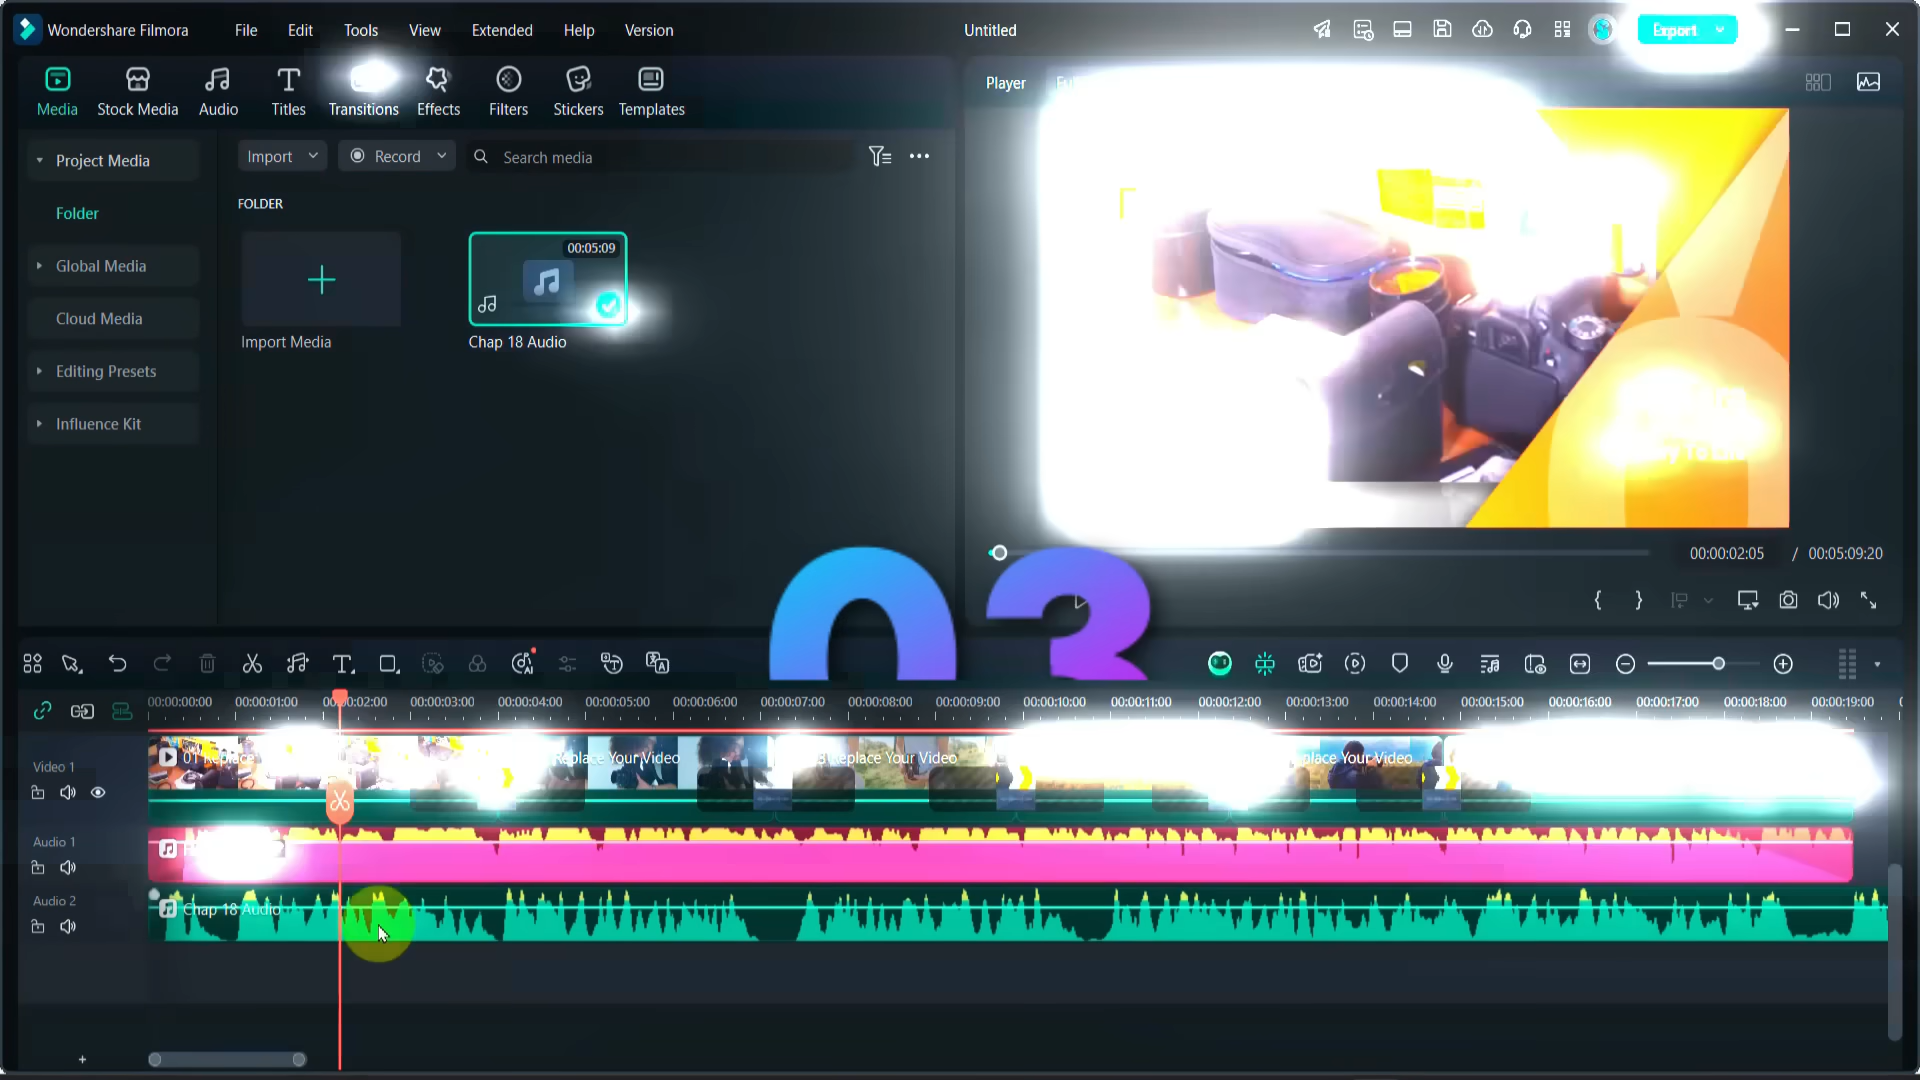 Wondershare Filmora
File
Edit
Tools
View
Extended
Help
Version
Untitled
Export
Media
Stock Media
Audio
Titles
Transitions
Effects
Filters
Stickers
Templates
Player
Project Media
Import
Record
Search media
Folder
FOLDER
Global Media
Cloud Media
Editing Presets
Influence Kit
00:05:09
Import Media
Chap 18 Audio
00:00:02:05 / 00:05:09:20
{ }
03
00:00:00:00
00:00:01:00
00:00:02:00
00:00:03:00
00:00:04:00
00:00:05:00
00:00:06:00
00:00:07:00
00:00:08:00
00:00:09:00
00:00:10:00
00:00:11:00
00:00:12:00
00:00:13:00
00:00:14:00
00:00:15:00
00:00:16:00
00:00:17:00
00:00:18:00
00:00:19:00
Video 1
01 Replace
Replace Your Video
Replace Your Video
place Your Video
Audio 1
Audio 2
Chap 18 Audio